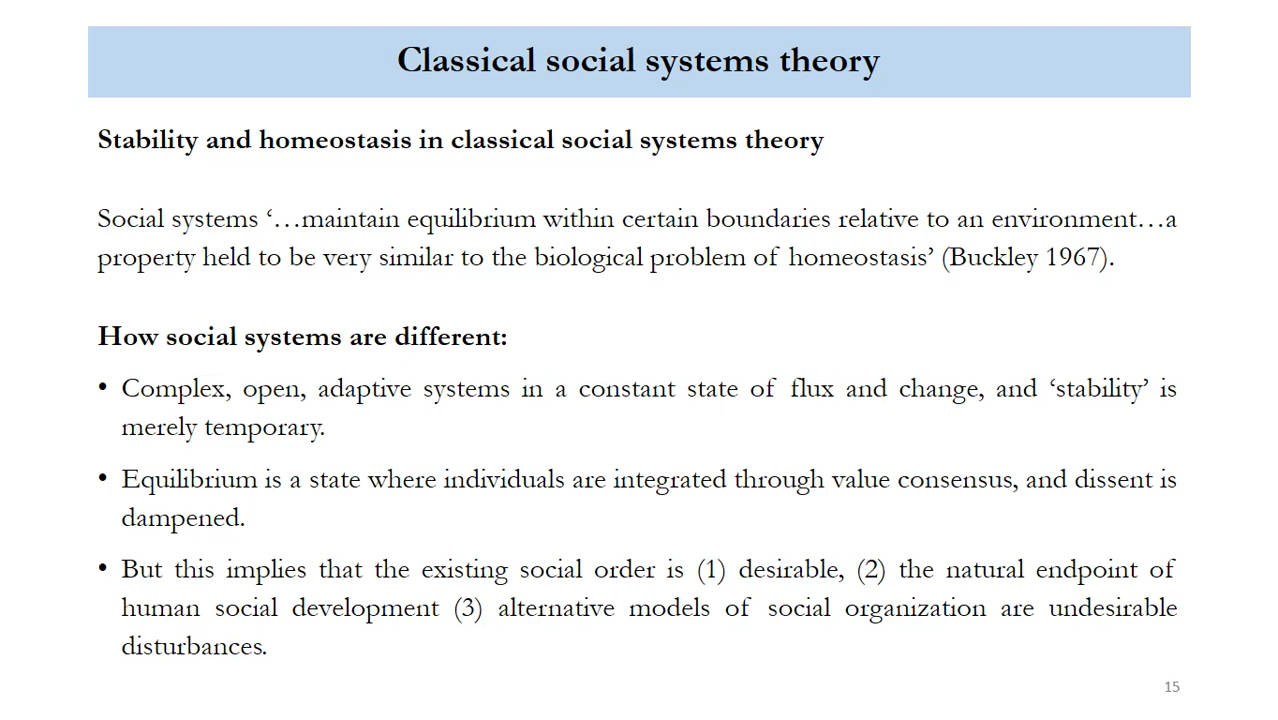 Classical social systems theory
Stability and homeostasis in classical social systems theory
Social systems ‘…maintain equilibrium within certain boundaries relative to an environment…a
property held to be very similar to the biological problem of homeostasis’ (Buckley 1967).
How social systems are different:
• Complex, open, adaptive systems in a constant state of flux and change, and ‘stability’ is
merely temporary.
• Equilibrium is a state where individuals are integrated through value consensus, and dissent is
dampened.
• But this implies that the existing social order is (1) desirable, (2) the natural endpoint of
human social development (3) alternative models of social organization are undesirable
disturbances.
15